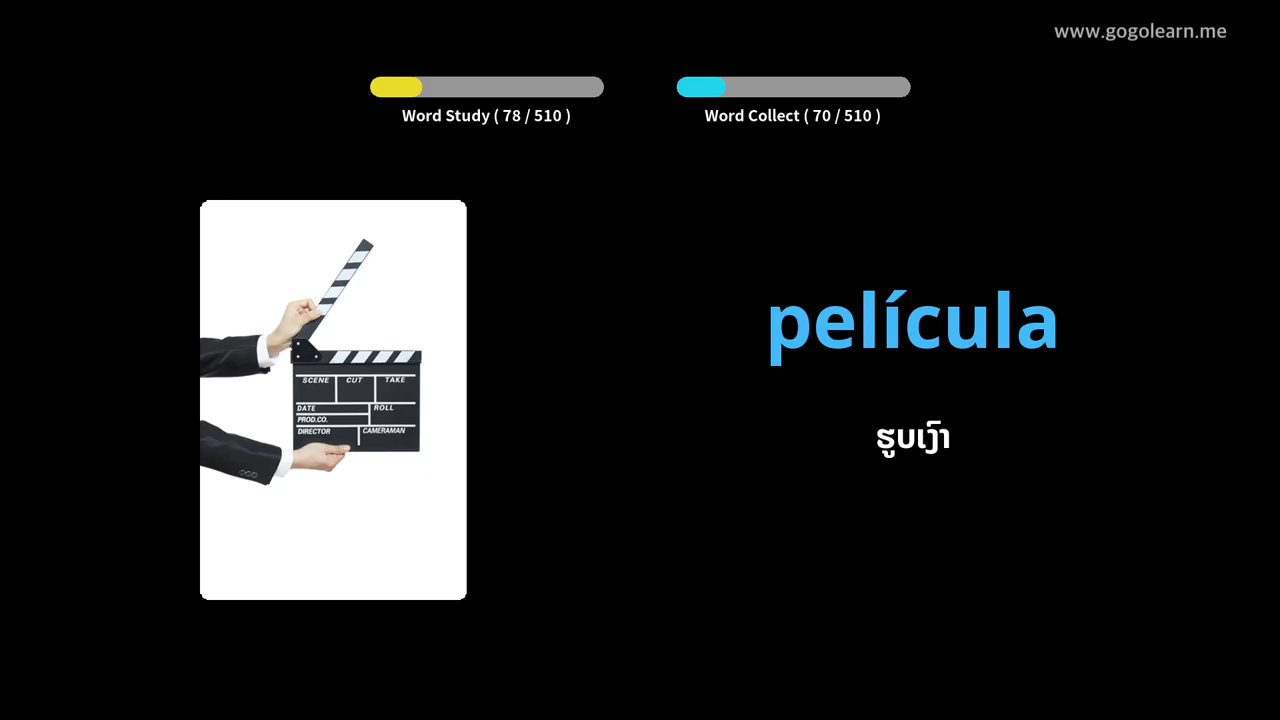 www.gogolearn.me
Word Study ( 78 / 510 )
Word Collect ( 70 / 510 )
SCENE CUT TAKE
DATE ROLL
PROD.CO.
DIRECTOR CAMERAMAN
película
ຮູບເງົາ